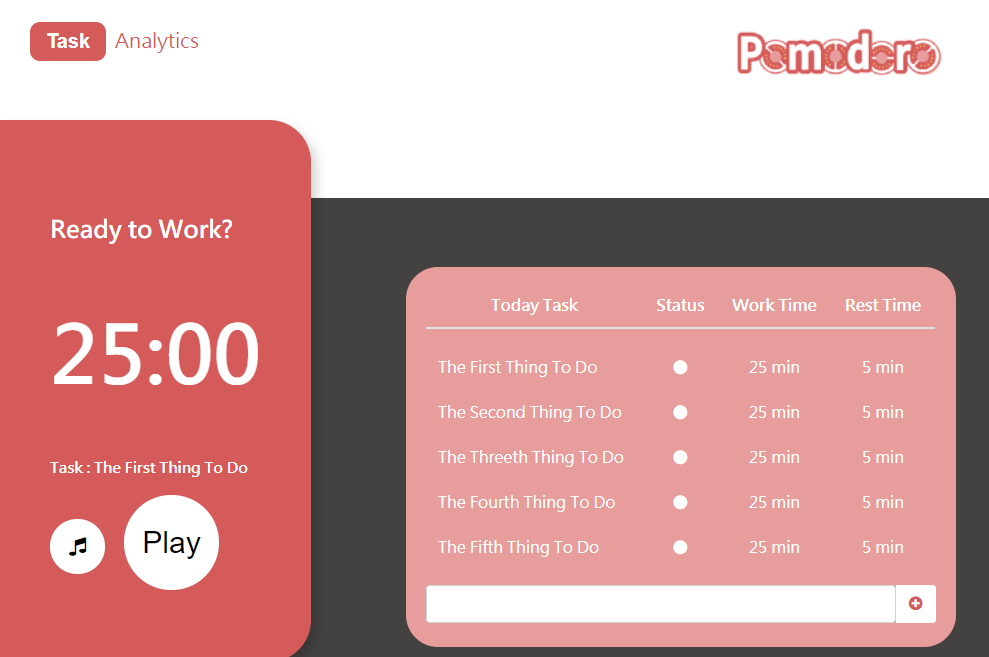 Task Analytics
Pomodoro
Ready to Work?
25:00
Task : The First Thing To Do
Play
Today Task Status Work Time Rest Time
The First Thing To Do 25 min 5 min
The Second Thing To Do 25 min 5 min
The Threeth Thing To Do 25 min 5 min
The Fourth Thing To Do 25 min 5 min
The Fifth Thing To Do 25 min 5 min